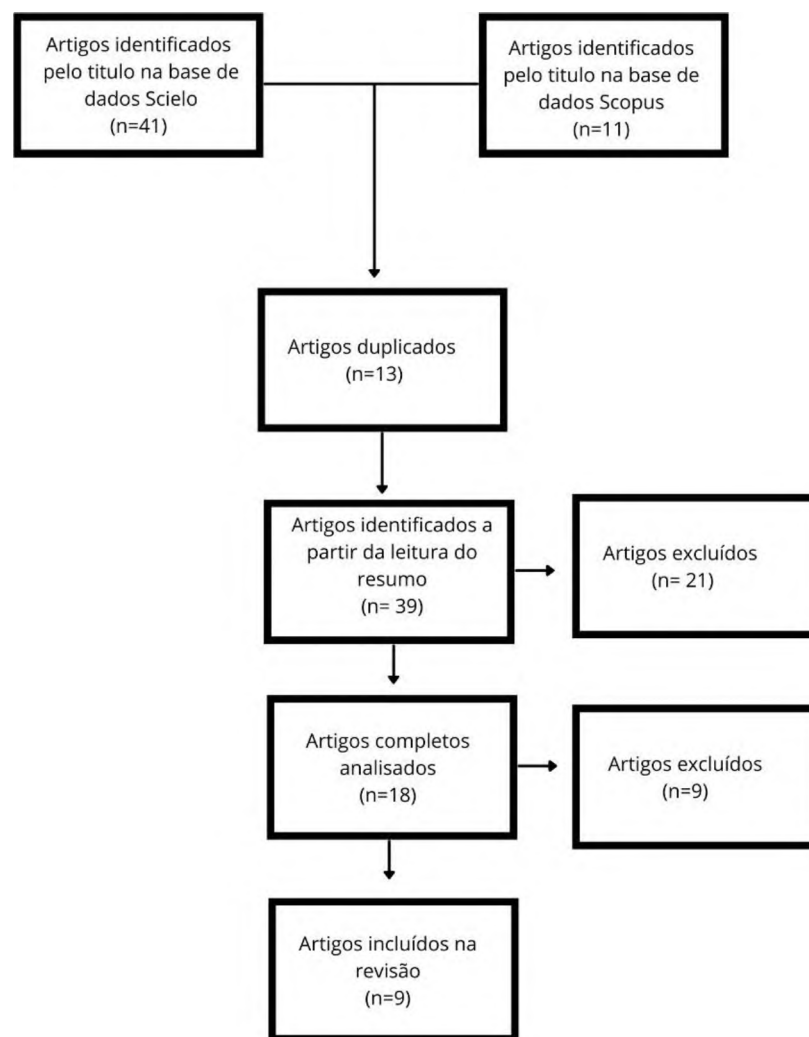 Artigos identificados
pelo titulo na base de
dados Scielo
(n=41)
Artigos identificados
pelo titulo na base de
dados Scopus
(n=11)
Artigos duplicados
(n=13)
Artigos identificados a
partir da leitura do
resumo
(n= 39)
Artigos excluídos
(n= 21)
Artigos completos
analisados
(n=18)
Artigos excluídos
(n=9)
Artigos incluídos na
revisão
(n=9)